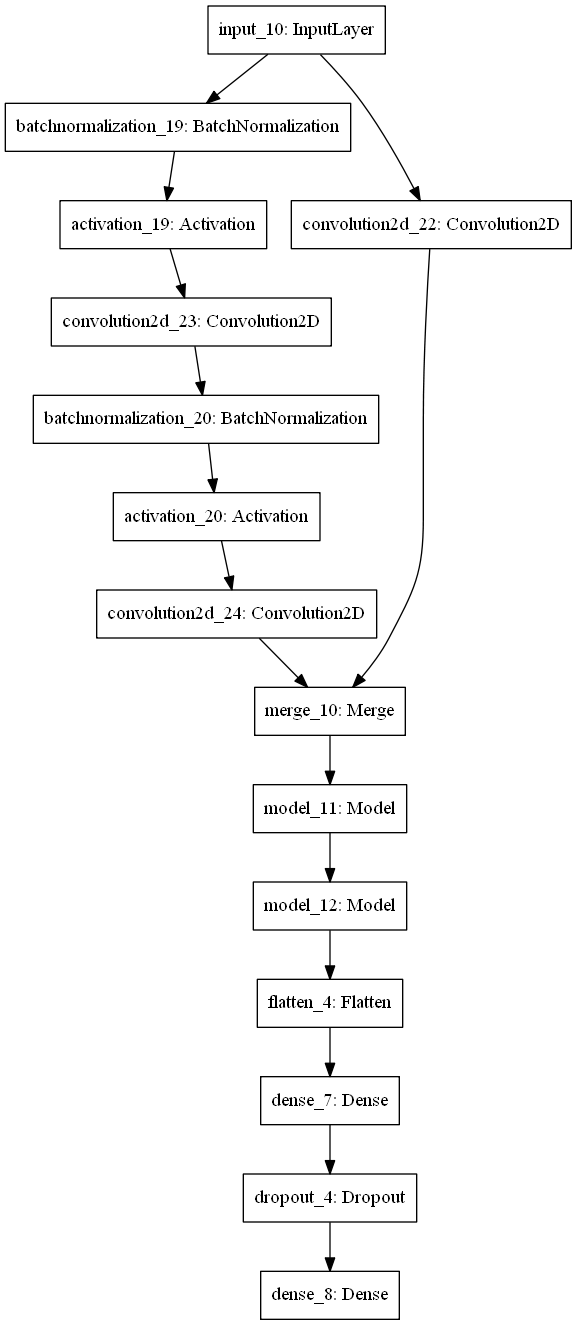 input_10: InputLayer
batchnormalization_19: BatchNormalization
activation_19: Activation
convolution2d_22: Convolution2D
convolution2d_23: Convolution2D
batchnormalization_20: BatchNormalization
activation_20: Activation
convolution2d_24: Convolution2D
merge_10: Merge
model_11: Model
model_12: Model
flatten_4: Flatten
dense_7: Dense
dropout_4: Dropout
dense_8: Dense